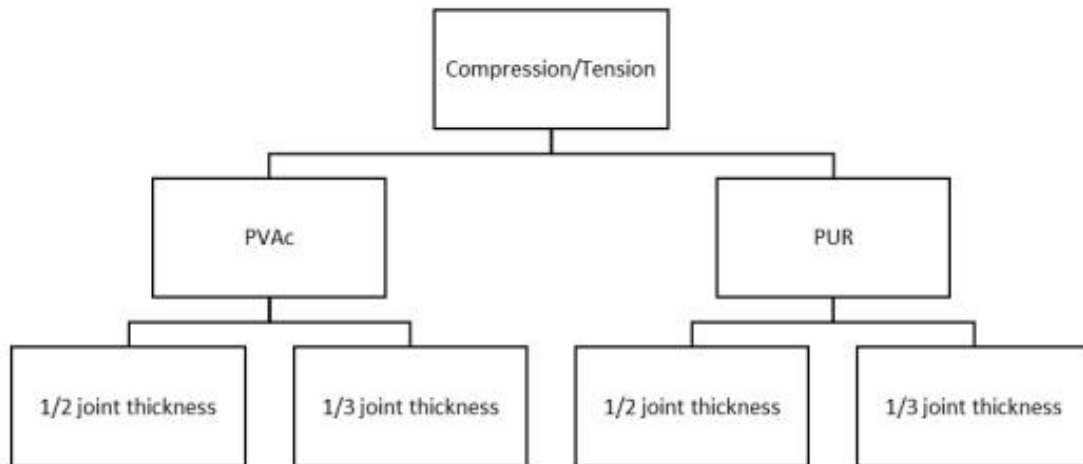 Compression/Tension
PVAc
PUR
1/2 joint thickness
1/3 joint thickness
1/2 joint thickness
1/3 joint thickness